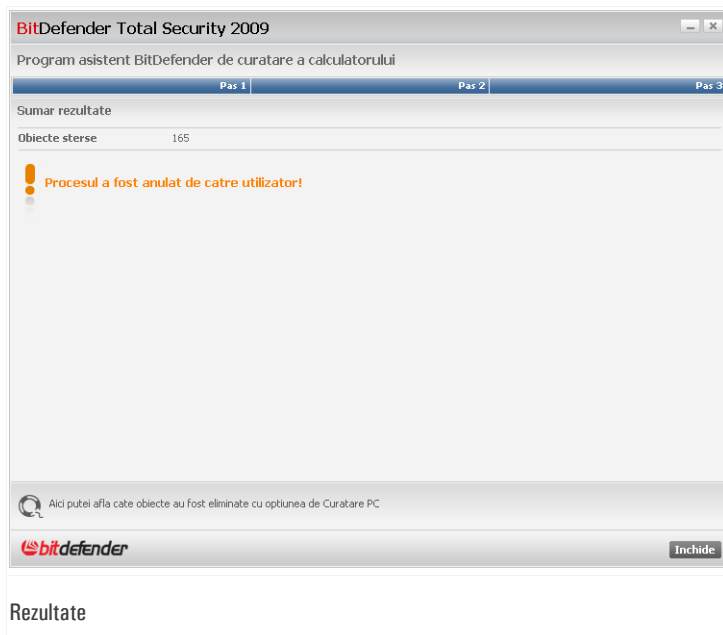 BitDefender Total Security 2009
Program asistent BitDefender de curatare a calculatorului
Pas 1 Pas 2 Pas 3
Sumar rezultate
Obiecte sterse 165
Procesul a fost anulat de catre utilizator!
Aici putei afla cate obiecte au fost eliminate cu optiunea de Curatare PC
bitdefender
Inchide
Rezultate